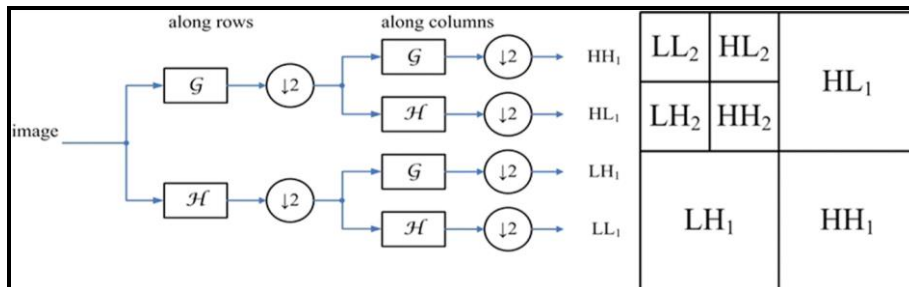 along rows
along columns
image
𝒢
↓2
𝒢
↓2
HH₁
ℋ
↓2
HL₁
ℋ
↓2
𝒢
↓2
LH₁
ℋ
↓2
LL₁
LL₂ HL₂
HL₁
LH₂ HH₂
LH₁ HH₁